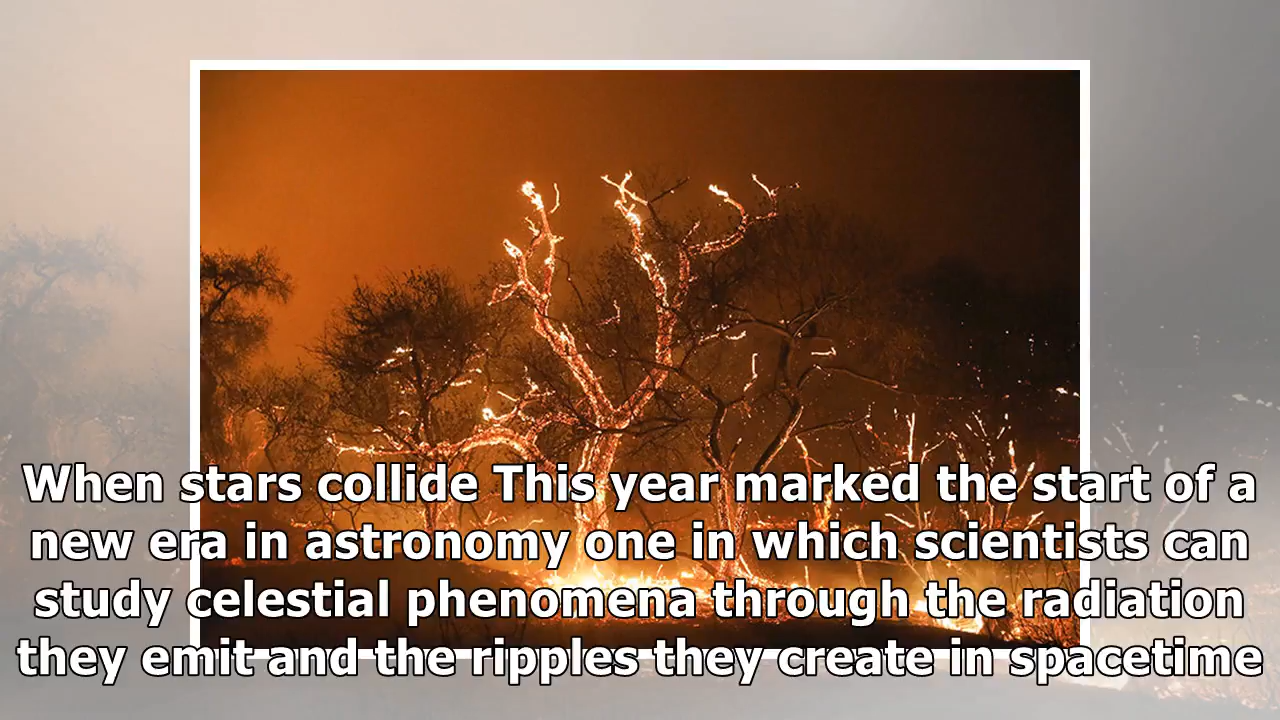 When stars collide This year marked the start of a
new era in astronomy one in which scientists can
study celestial phenomena through the radiation
they emit and the ripples they create in spacetime